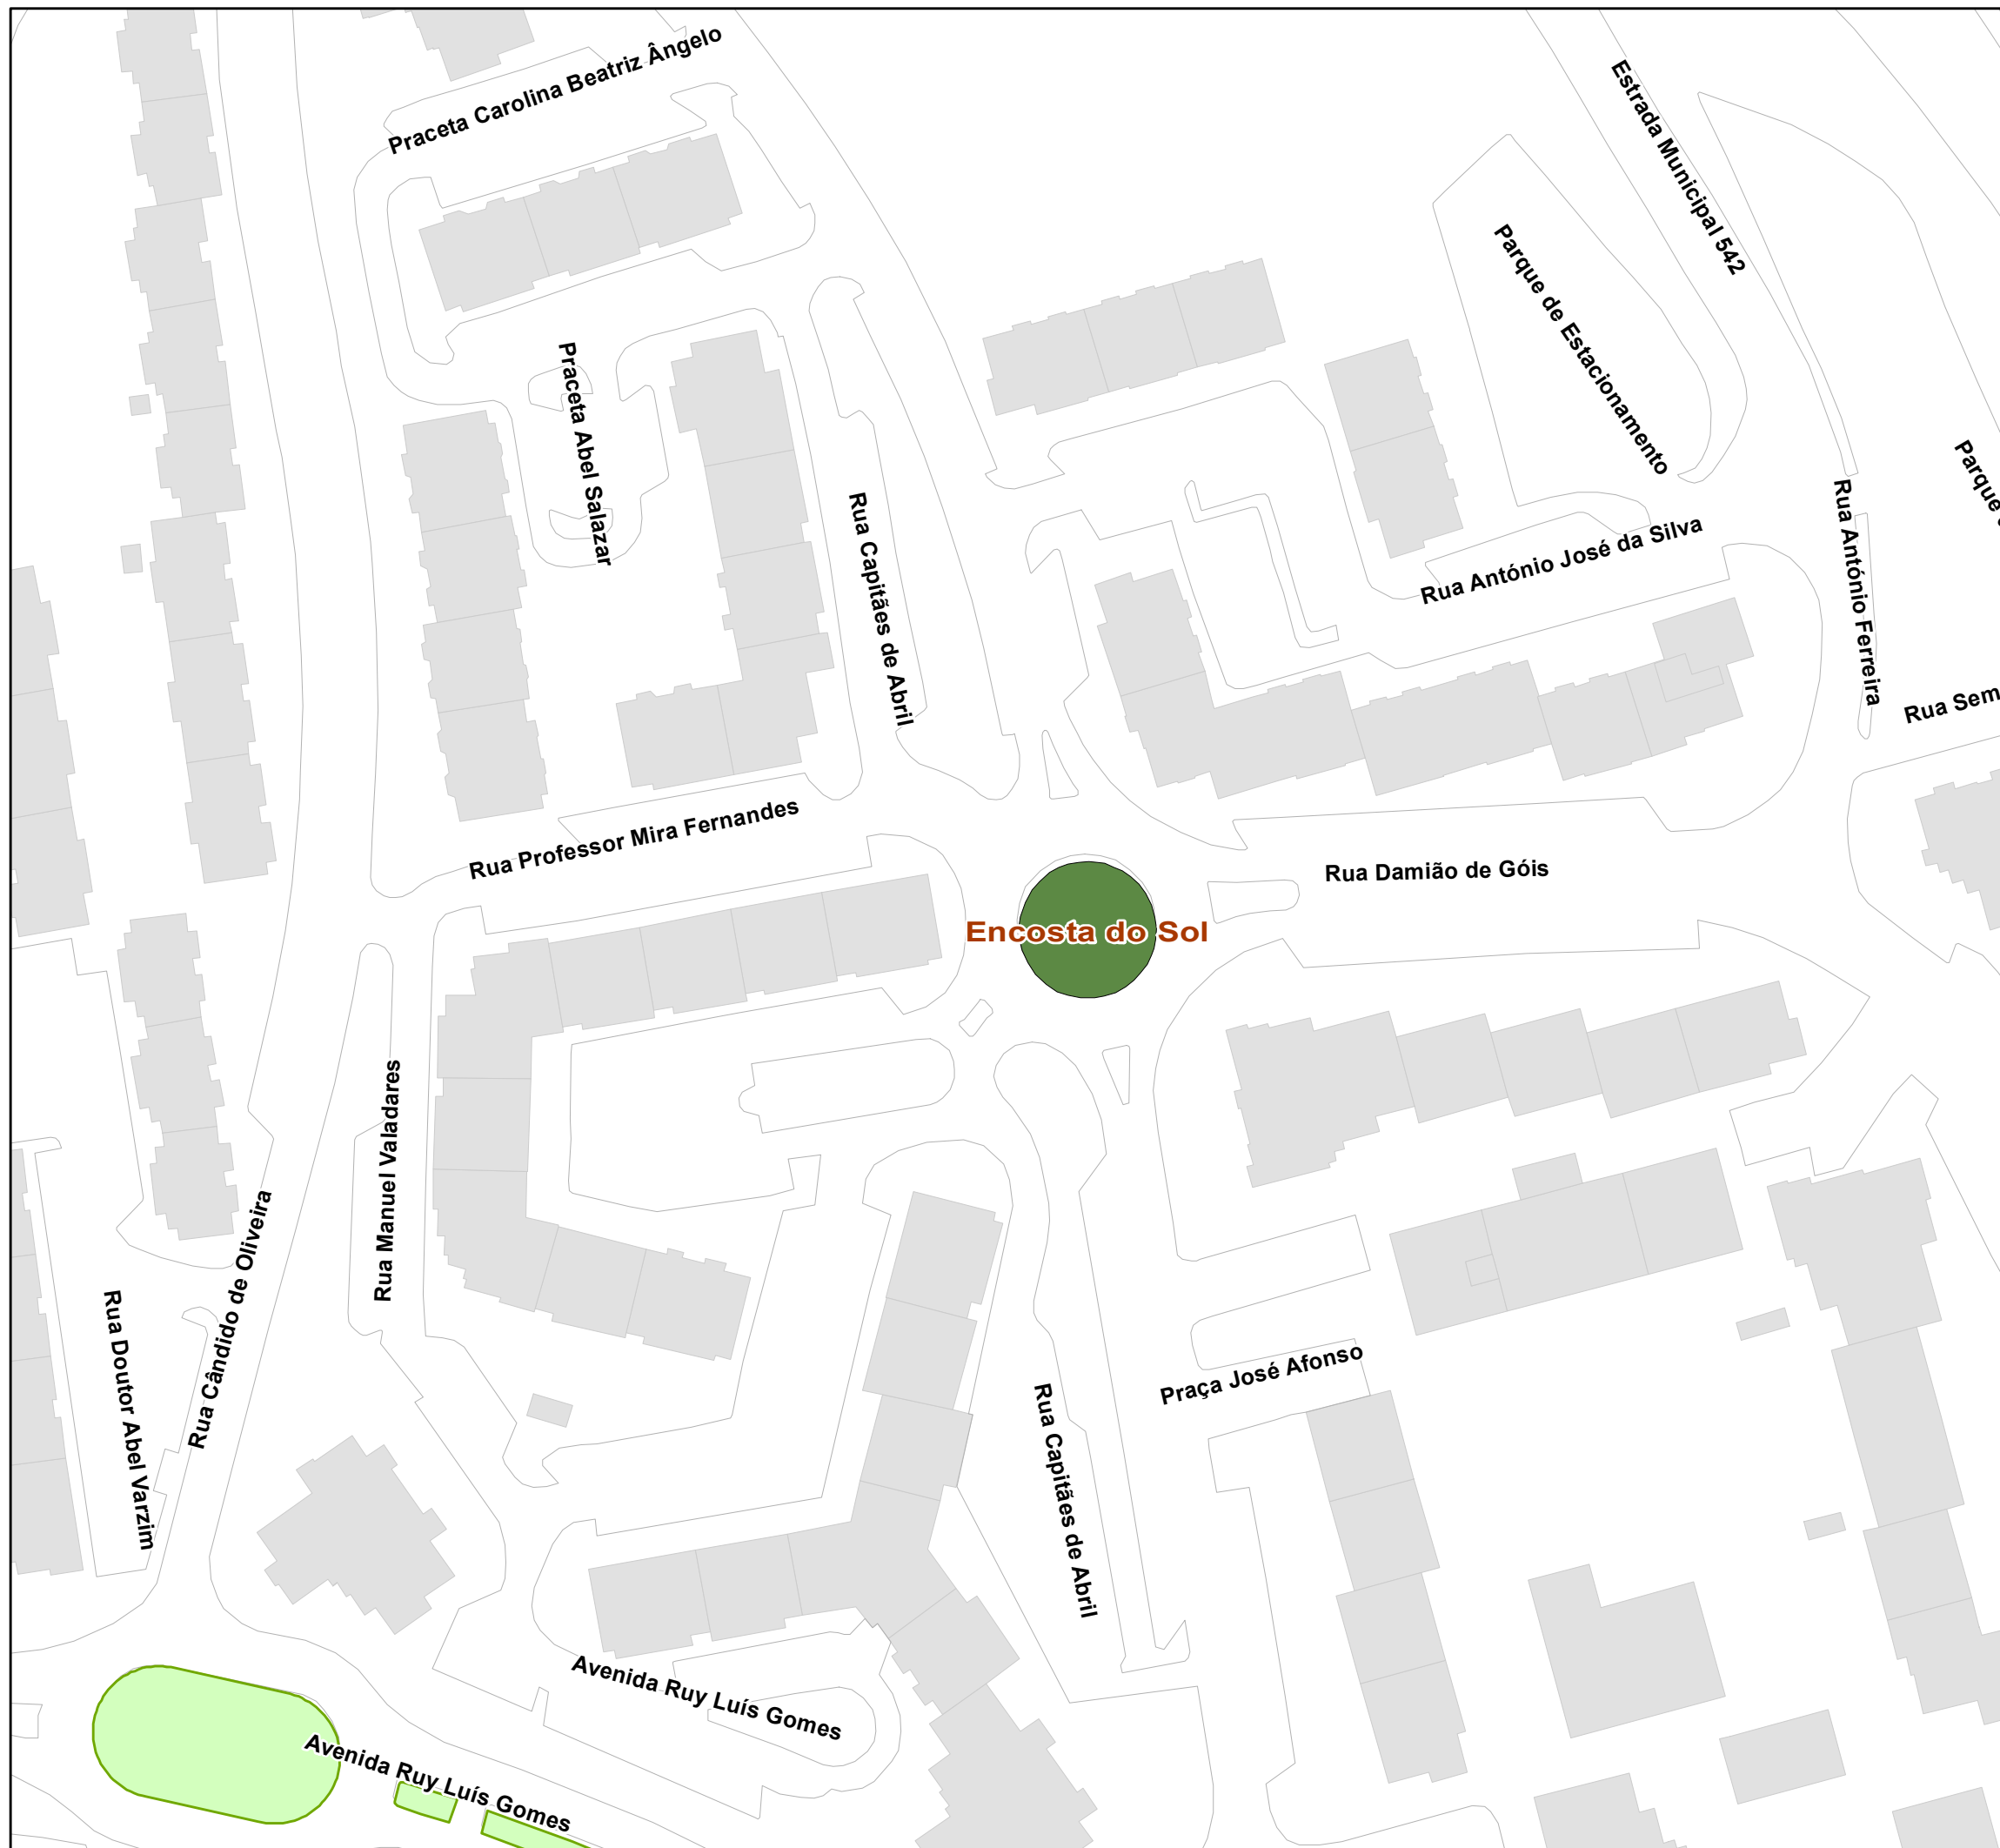 Praceta Carolina Beatriz Ângelo
Estrada Municipal 542
Parque de Estacionamento
Praceta Abel Salazar
Parque
Rua Capitães de Abril
Rua António José da Silva
Rua António Ferreira
Rua Sem
Rua Professor Mira Fernandes
Rua Damião de Góis
Encosta do Sol
Rua Manuel Valadares
Rua Cândido de Oliveira
Rua Doutor Abel Varzim
Praça José Afonso
Rua Capitães de Abril
Avenida Ruy Luís Gomes
Avenida Ruy Luís Gomes